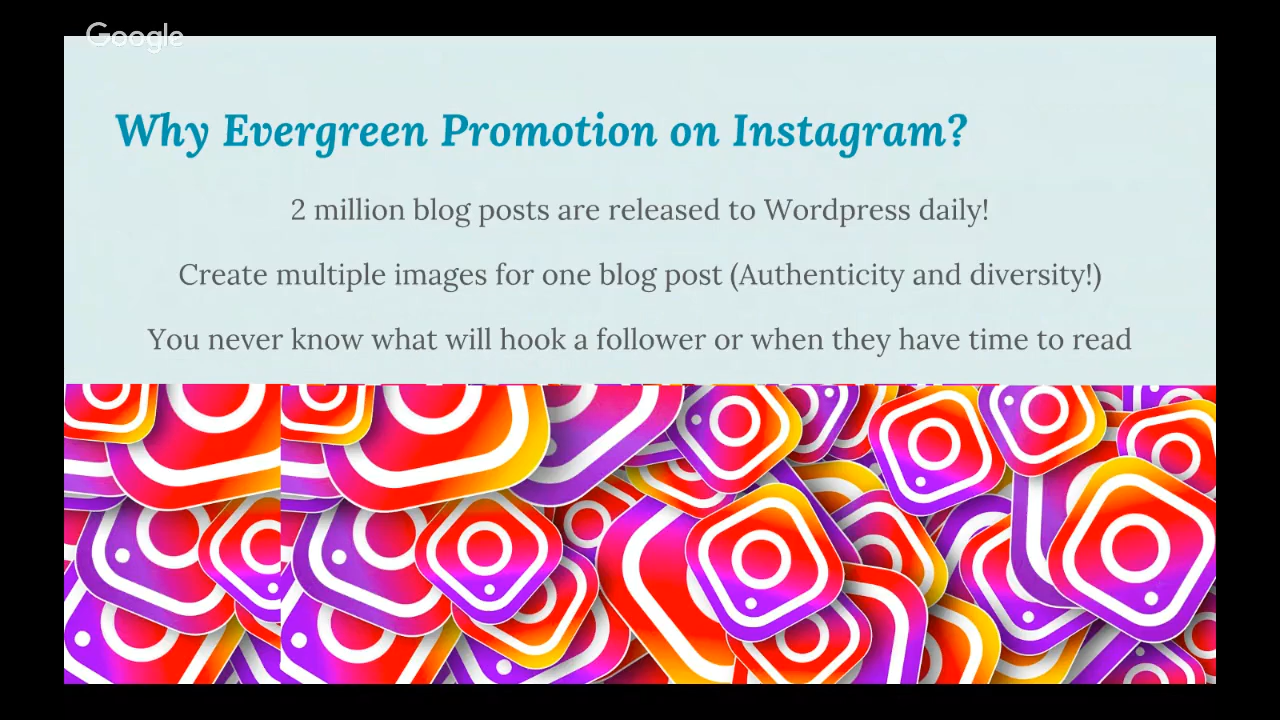 Google
Why Evergreen Promotion on Instagram?
2 million blog posts are released to Wordpress daily!
Create multiple images for one blog post (Authenticity and diversity!)
You never know what will hook a follower or when they have time to read